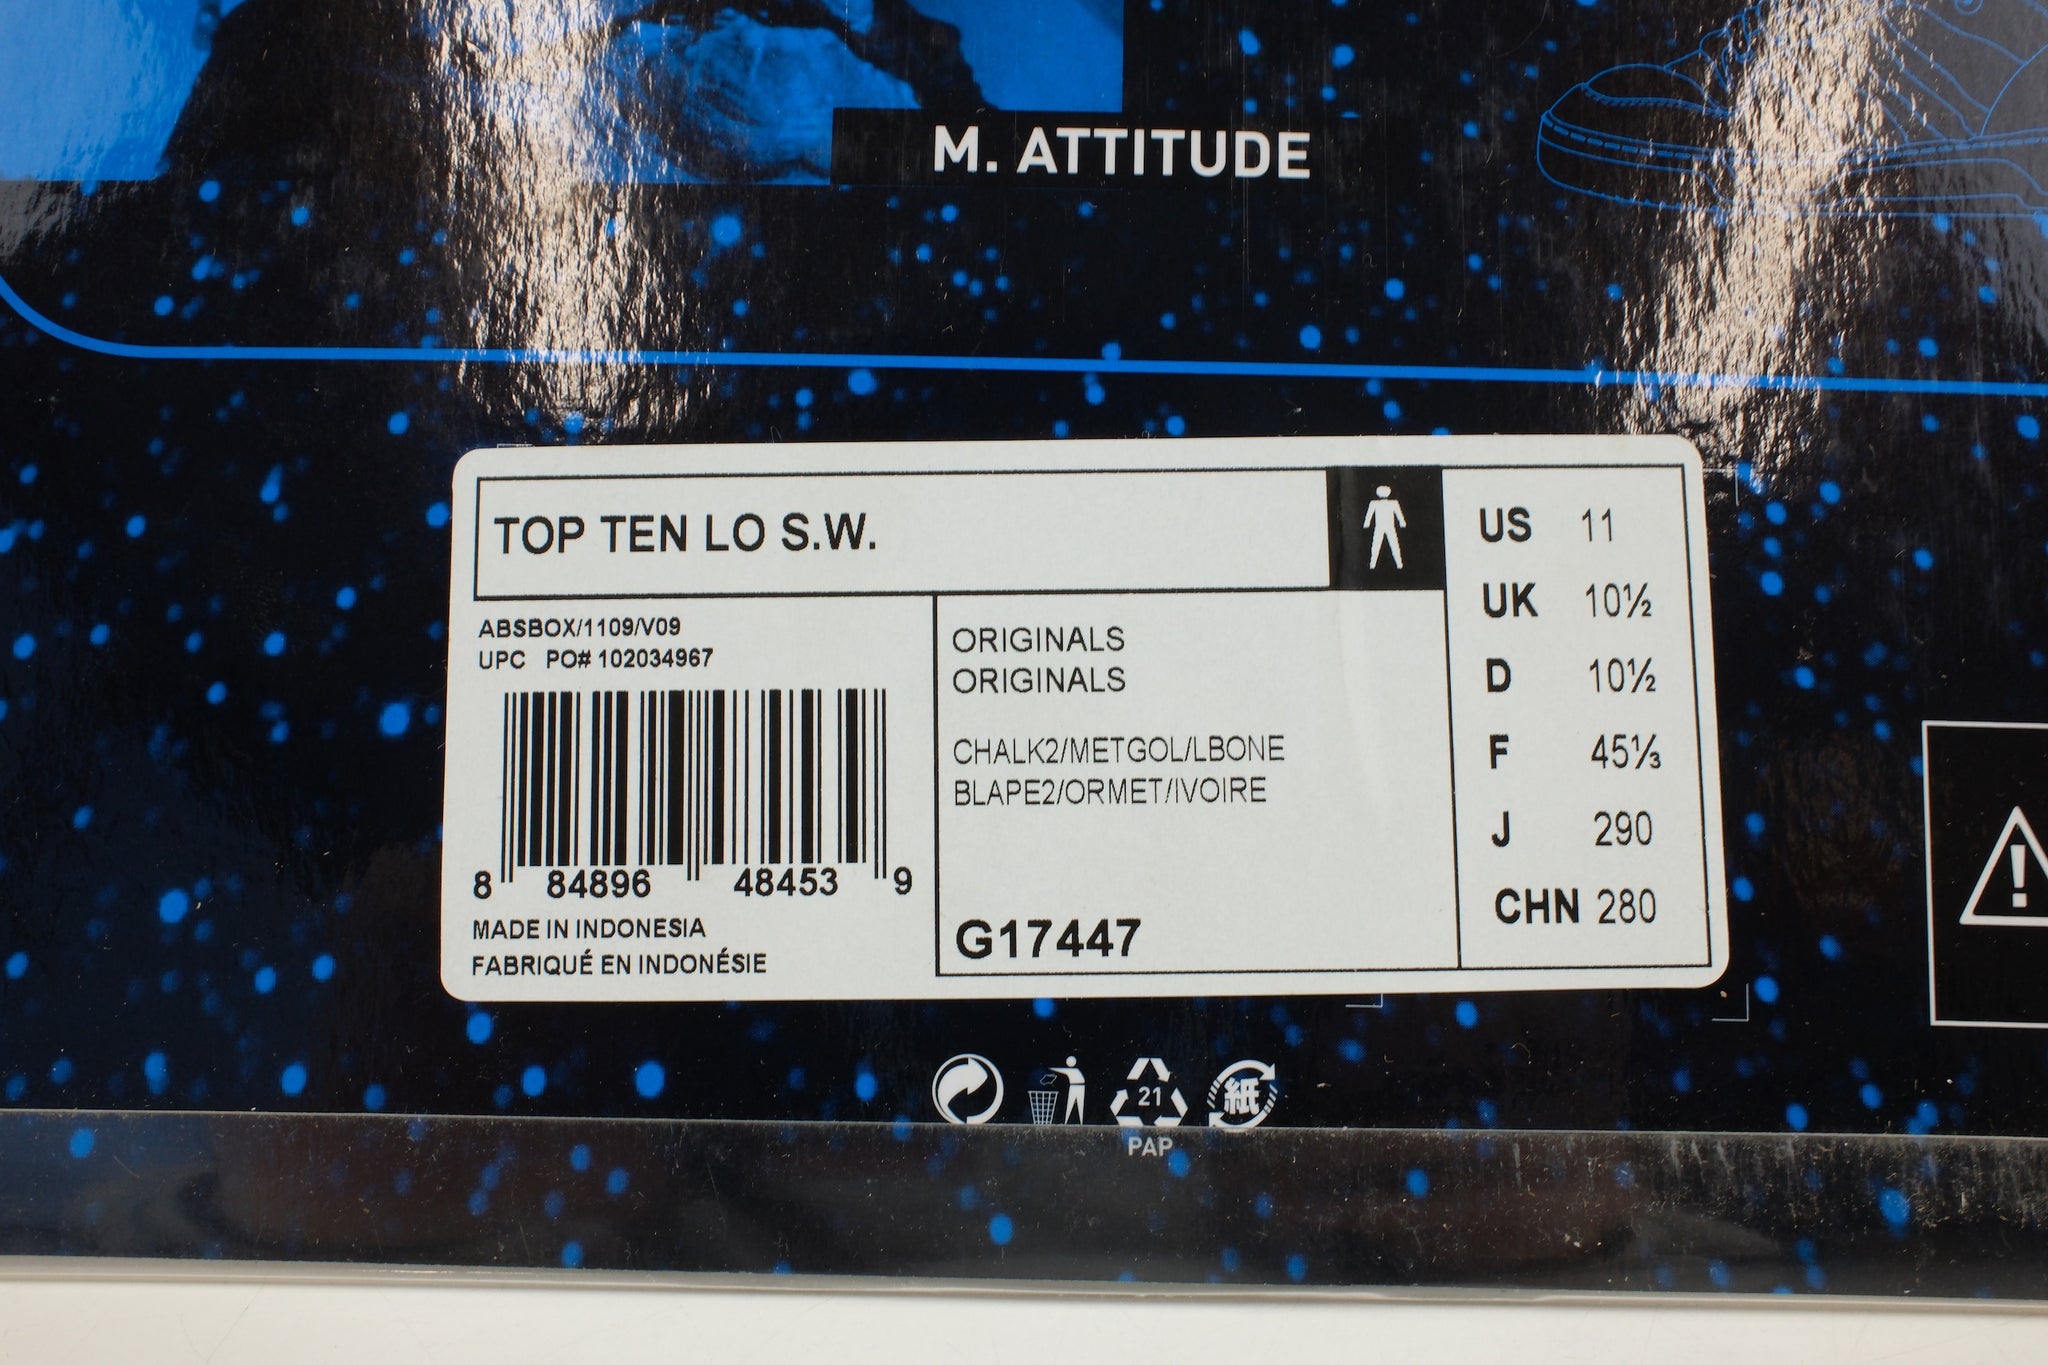 M. ATTITUDE
TOP TEN LO S.W.
ABSBOX/1109/V09
UPC PO# 102034967
8 84896 48453 9
MADE IN INDONESIA
FABRIQUÉ EN INDONÉSIE
ORIGINALS
ORIGINALS
CHALK2/METGOL/LBONE
BLAPE2/ORMET/IVOIRE
G17447
US 11
UK 10½
D 10½
F 45⅓
J 290
CHN 280
21
PAP
紙